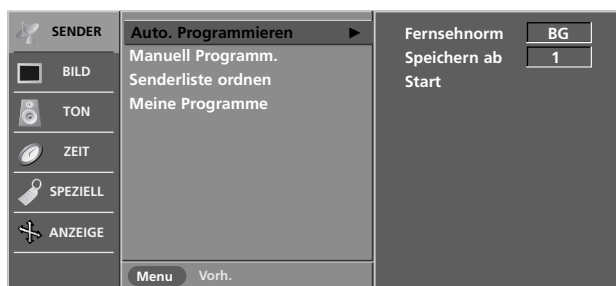 SENDER
BILD
TON
ZEIT
SPEZIELL
ANZEIGE
Auto. Programmieren ►
Manuell Programm.
Senderliste ordnen
Meine Programme
Menu Vorh.
Fernsehnorm BG
Speichern ab 1
Start